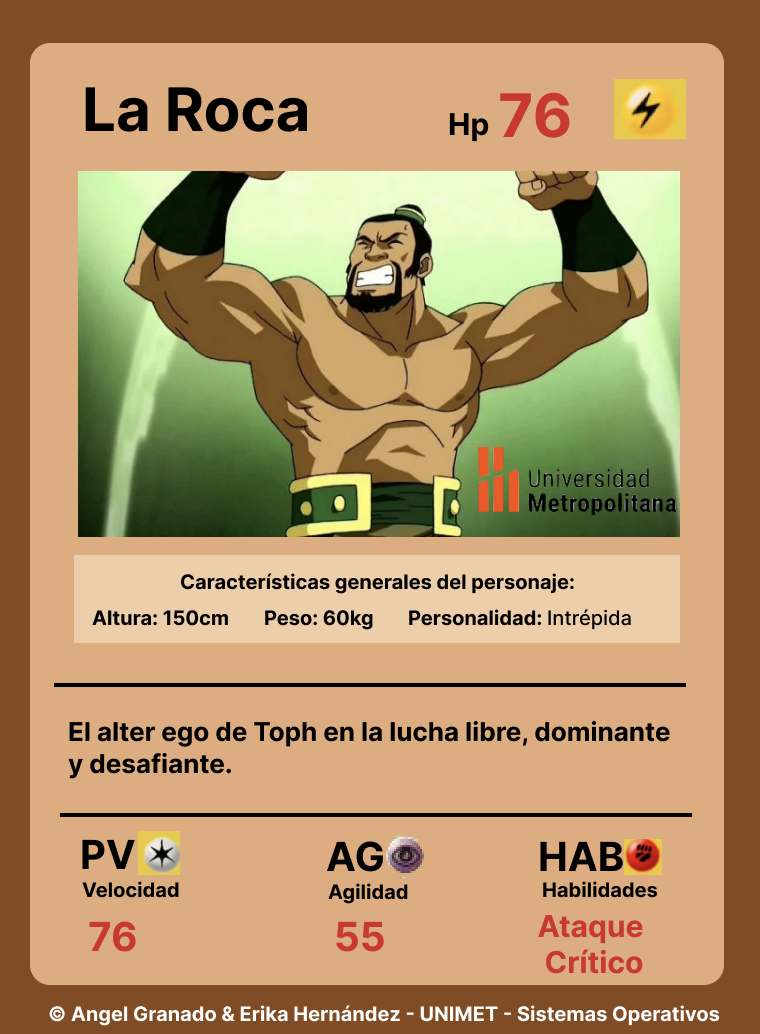 La Roca
Hp 76
Universidad
Metropolitana
Características generales del personaje:
Altura: 150cm Peso: 60kg Personalidad: Intrépida
El alter ego de Toph en la lucha libre, dominante
y desafiante.
PV AG HAB
Velocidad Agilidad Habilidades
76 55 Ataque
Crítico
© Angel Granado & Erika Hernández - UNIMET - Sistemas Operativos